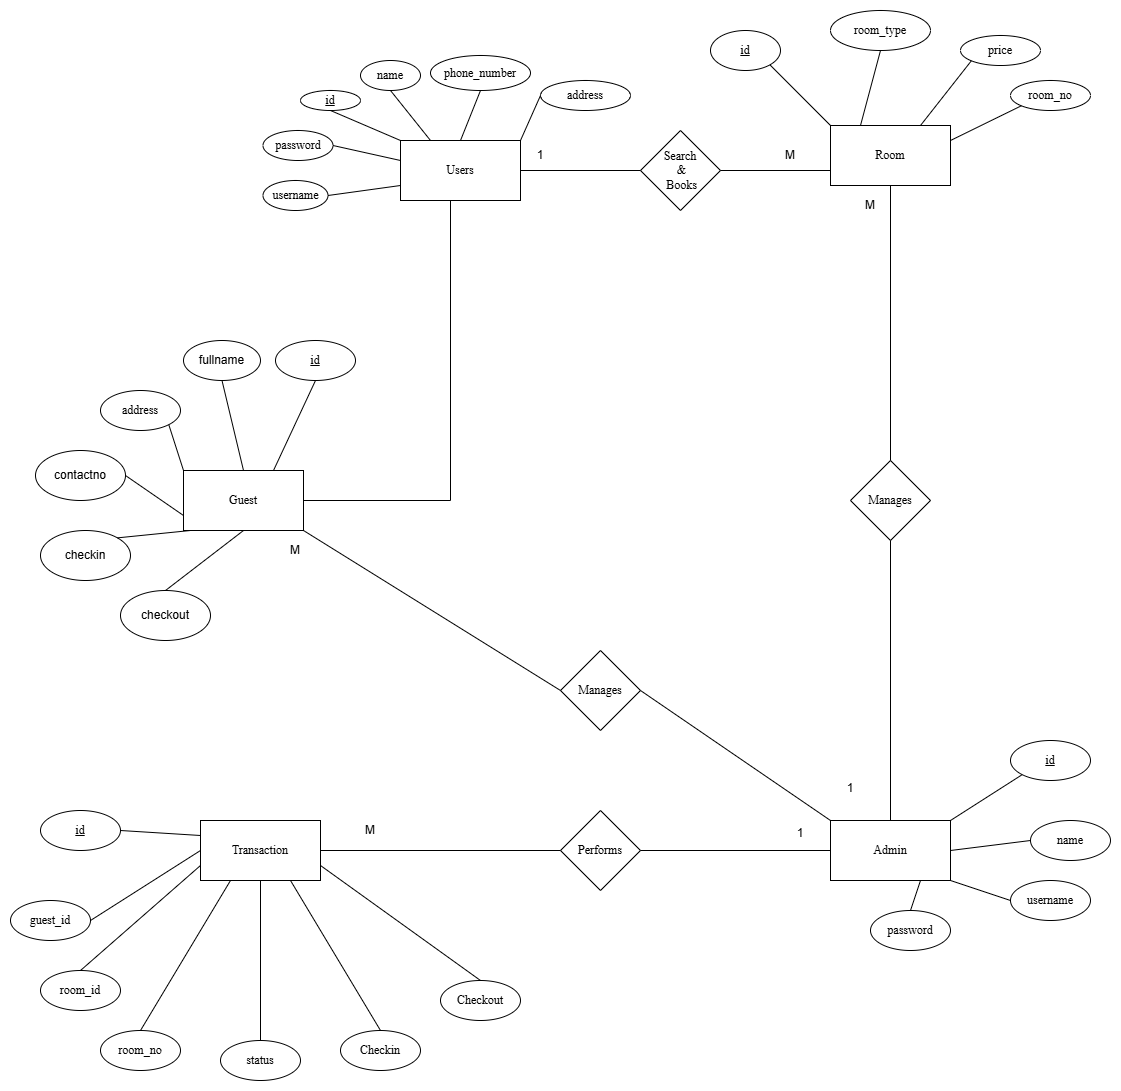 room_type
id
price
name
phone_number
id
address
room_no
password
Users
1
Search
&
Books
M
Room
username
M
fullname
id
address
contactno
Guest
Manages
M
checkin
checkout
Manages
id
1
id
Transaction
M
Performs
1
Admin
name
username
guest_id
password
room_id
Checkout
room_no
status
Checkin